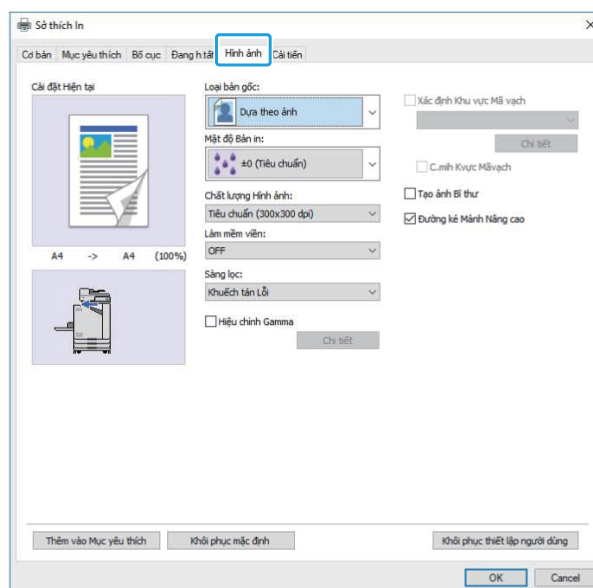 Sở thích In
Cơ bản Mục yêu thích Bố cục Đang h.tất Hình ảnh Cải tiến
Cài đặt Hiện tại
A4 -> A4 (100%)
Loại bản gốc:
Dựa theo ảnh
Mật độ Bản in:
±0 (Tiêu chuẩn)
Chất lượng Hình ảnh:
Tiêu chuẩn (300x300 dpi)
Làm mềm viền:
OFF
Sàng lọc:
Khuếch tán Lỗi
Hiệu chỉnh Gamma
Chi tiết
Xác định Khu vực Mã vạch
Chi tiết
C.mih Kvực Mãvạch
Tạo ảnh Bí thư
Đường kẻ Mảnh Nâng cao
Thêm vào Mục yêu thích Khôi phục mặc định Khôi phục thiết lập người dùng
OK Cancel